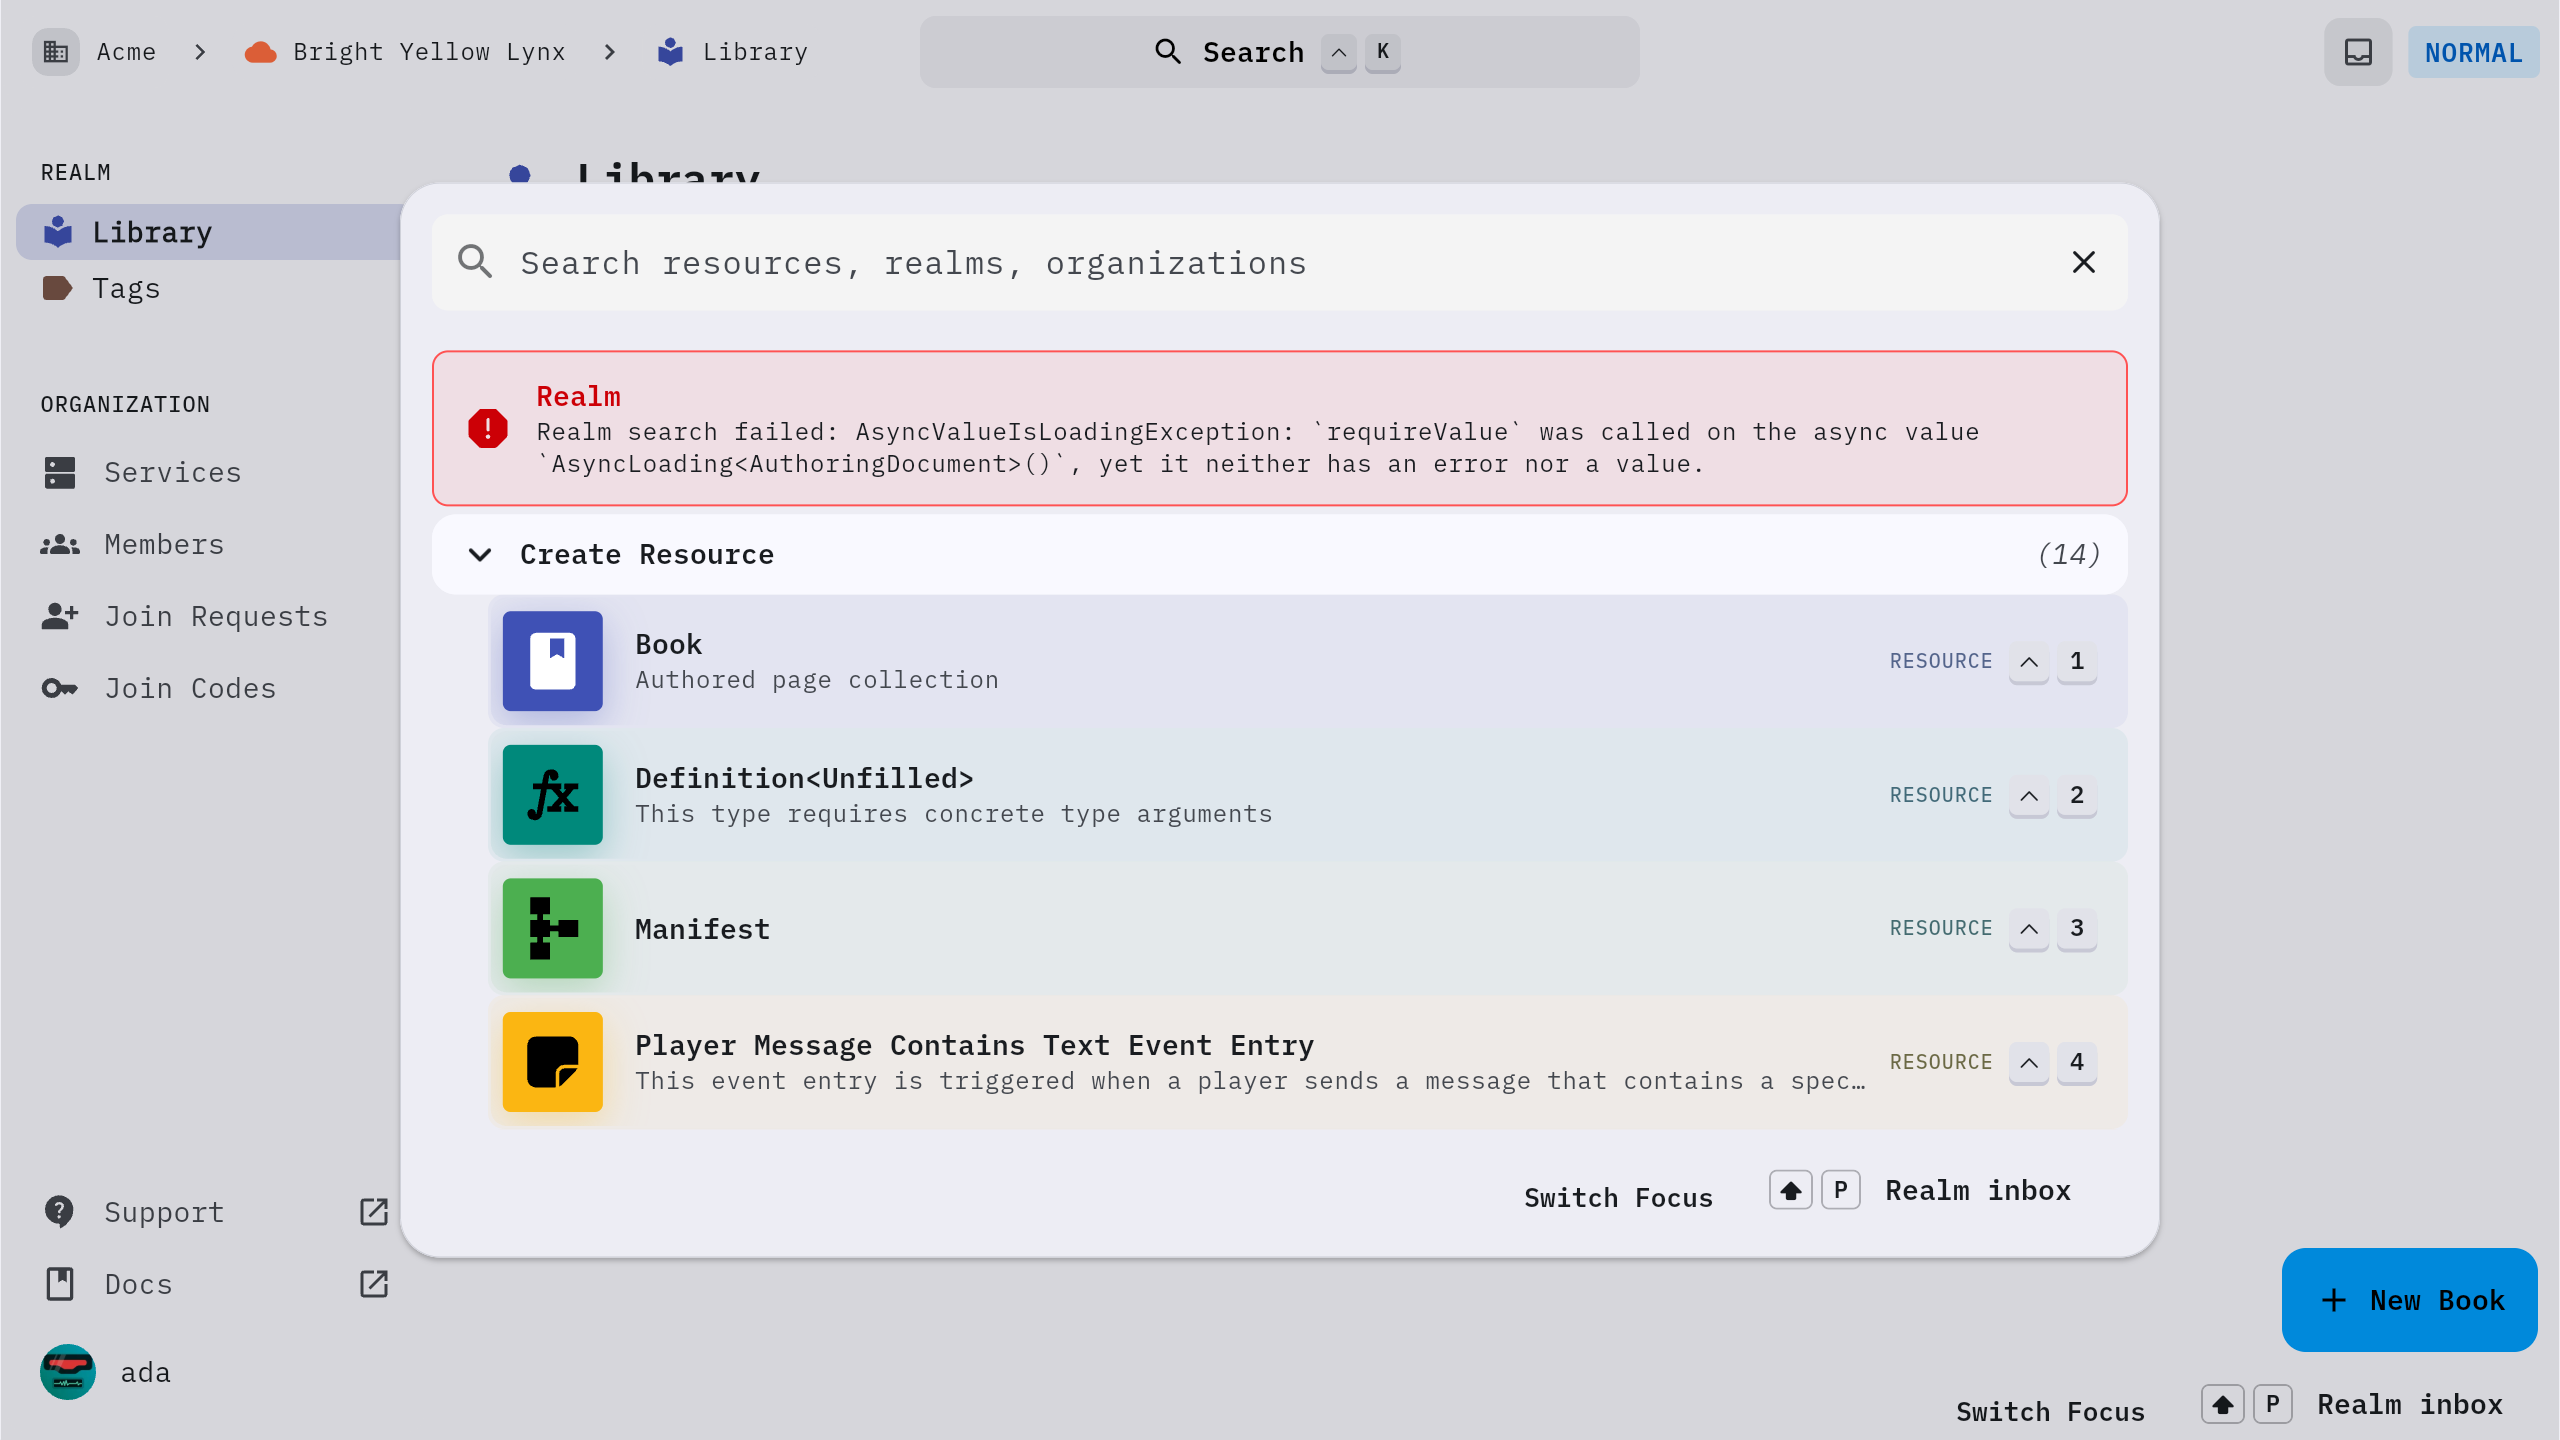 Acme
Bright Yellow Lynx
Library
Search
K
NORMAL
REALM
Library
Library
Tags
ORGANIZATION
Services
Members
Join Requests
Join Codes
Support
Docs
ada
Search resources, realms, organizations
Realm
Realm search failed: AsyncValueIsLoadingException: `requireValue` was called on the async value
`AsyncLoading<AuthoringDocument>()`, yet it neither has an error nor a value.
Create Resource
(14)
Book
Authored page collection
RESOURCE
1
Definition<Unfilled>
This type requires concrete type arguments
RESOURCE
2
Manifest
RESOURCE
3
Player Message Contains Text Event Entry
This event entry is triggered when a player sends a message that contains a spec…
RESOURCE
4
Switch Focus
P
Realm inbox
New Book
Switch Focus
P
Realm inbox